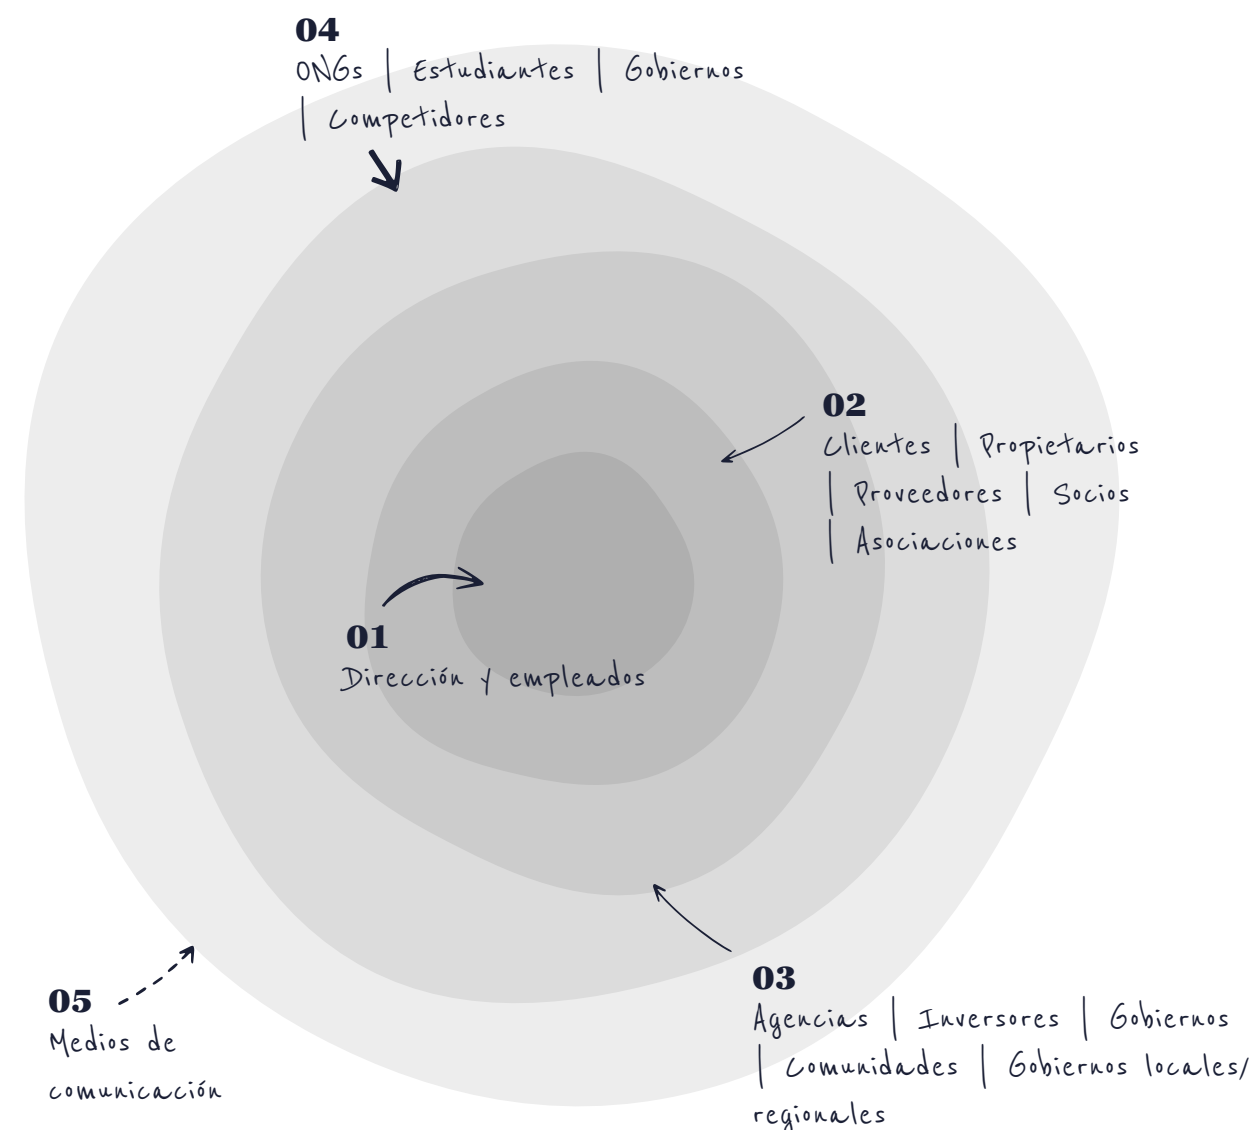 04
ONGs | Estudiantes | Gobiernos
| Competidores
02
Clientes | Propietarios
| Proveedores | Socios
| Asociaciones
01
Dirección y empleados
03
Agencias | Inversores | Gobiernos
| Comunidades | Gobiernos locales/
regionales
05
Medios de
comunicación